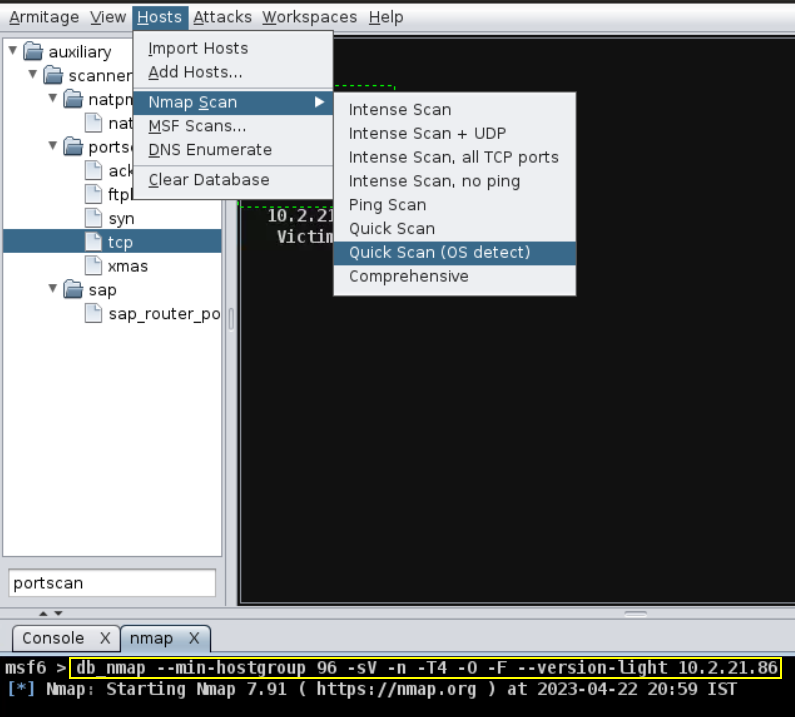 Armitage View Hosts Attacks Workspaces Help
auxiliary
scanner
natpm
nat
portsc
ack
ftpb
syn
tcp
xmas
sap
sap_router_po
portscan
Import Hosts
Add Hosts...
Nmap Scan
MSF Scans...
DNS Enumerate
Clear Database
Intense Scan
Intense Scan + UDP
Intense Scan, all TCP ports
Intense Scan, no ping
Ping Scan
Quick Scan
Quick Scan (OS detect)
Comprehensive
10.2.21
Victim
Console X nmap X
msf6 > db_nmap --min-hostgroup 96 -sV -n -T4 -O -F --version-light 10.2.21.86
[*] Nmap: Starting Nmap 7.91 ( https://nmap.org ) at 2023-04-22 20:59 IST